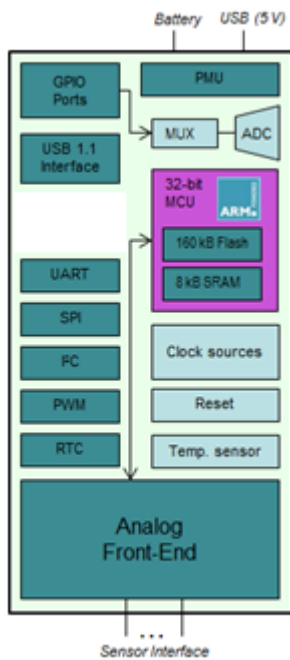 Battery USB (5 V)
GPIO
Ports
PMU
MUX
ADC
USB 1.1
Interface
32-bit
MCU
ARM
160 kB Flash
8 kB SRAM
UART
SPI
I²C
PWM
RTC
Clock sources
Reset
Temp. sensor
Analog
Front-End
...
Sensor Interface